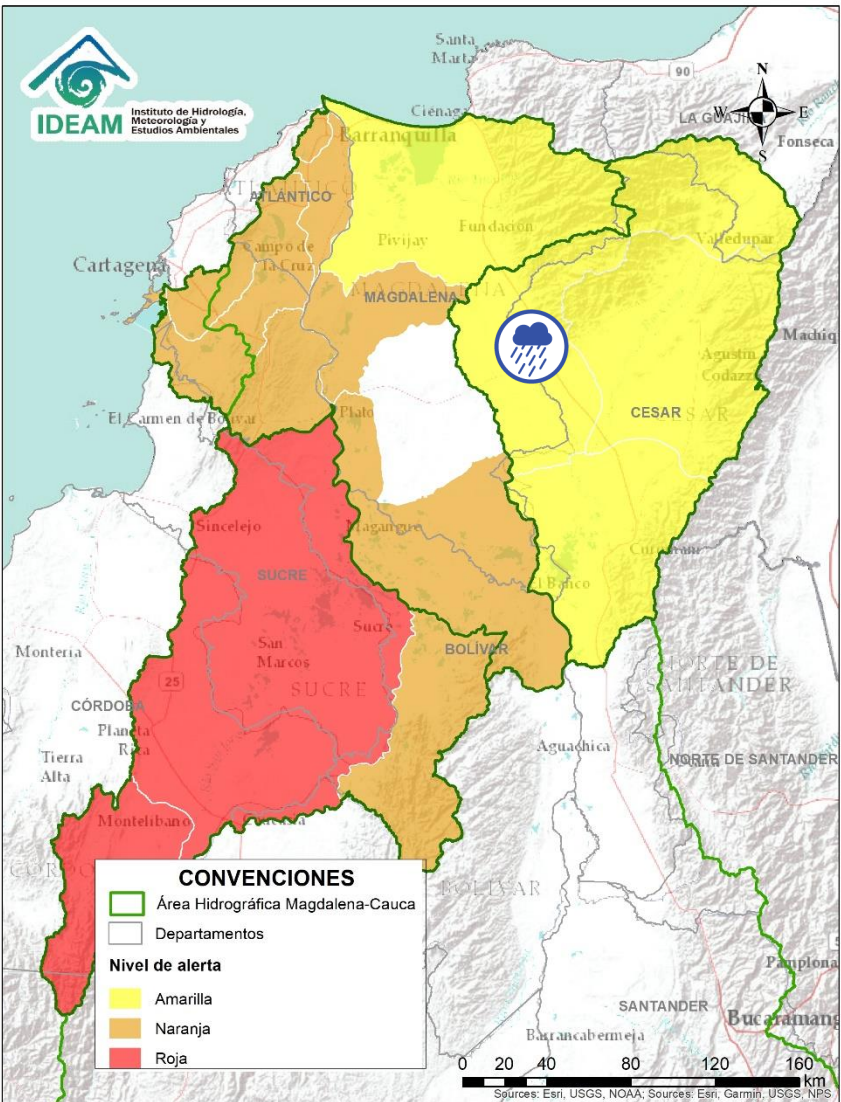 IDEAM
Instituto de Hidrología,
Meteorología y
Estudios Ambientales
Santa
Marta
90
N
W
E
S
LA GUAJI
Ciénaga
Fonseca
Barranquilla
ATLÁNTICO
Fundación
Pivijay
Valledupar
Campo de
la Cruz
Cartagena
MAGDALENA
Machiq
Agustín
Codazzi
CESAR
CESAR
Plato
El Carmen de Bolívar
Sincelejo
Magangué
SUCRE
El Banco
Sucre
BOLÍVAR
San
Marcos
Montería
25
SUCRE
NORTE DE
SANTANDER
CÓRDOBA
Planeta
Rica
Tierra
Alta
Aguachica
NORTE DE SANTANDER
Montelíbano
BOLÍVAR
CONVENCIONES
Área Hidrográfica Magdalena-Cauca
Departamentos
Nivel de alerta
Amarilla
Naranja
Roja
Pamplona
SANTANDER
Bucaramang
Barrancabermeja
0 20 40 80 120 160
km
Sources: Esri, USGS, NOAA; Sources: Esri, Garmin, USGS, NPS